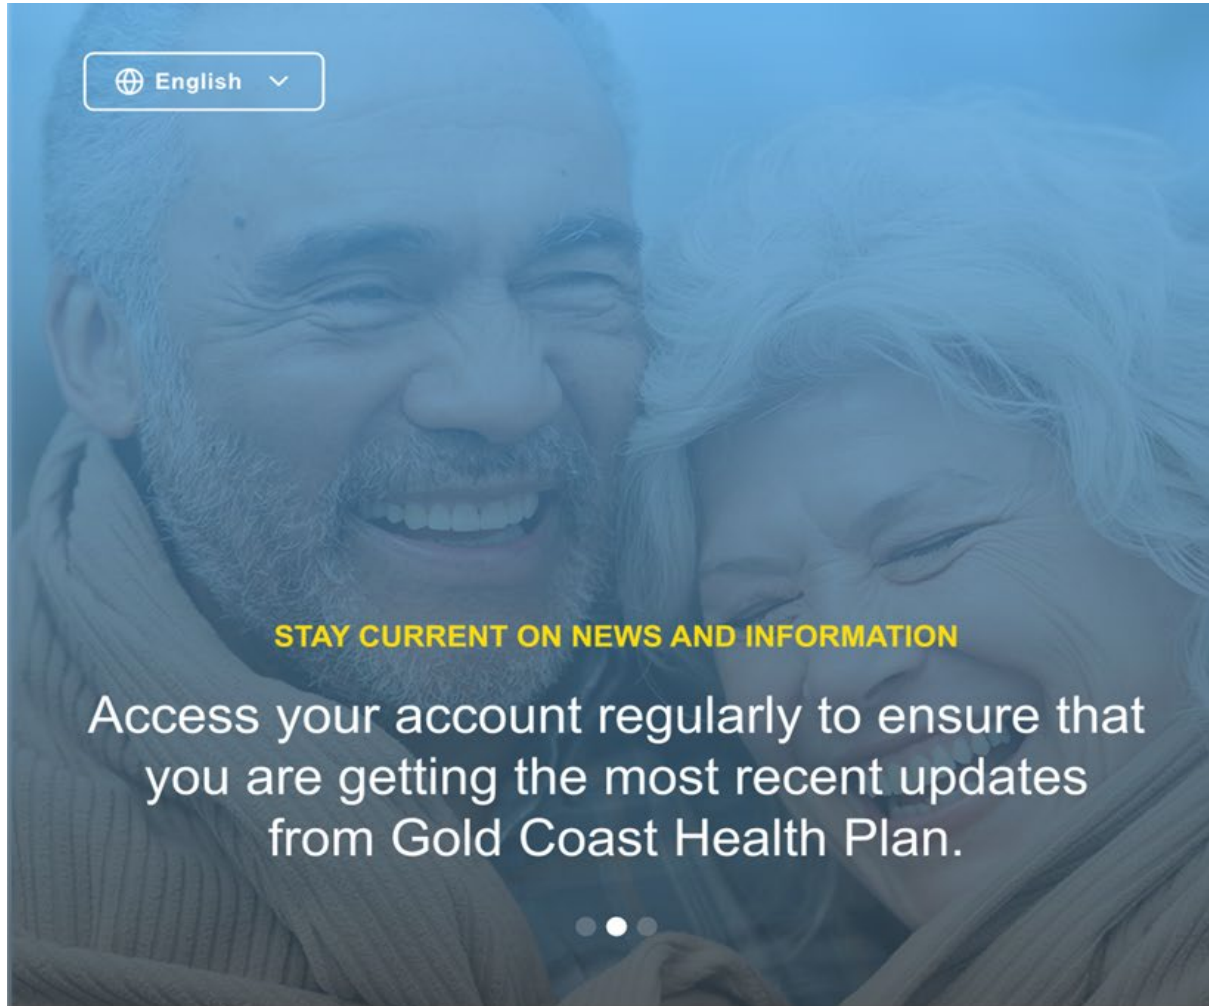 English
STAY CURRENT ON NEWS AND INFORMATION
Access your account regularly to ensure that
you are getting the most recent updates
from Gold Coast Health Plan.